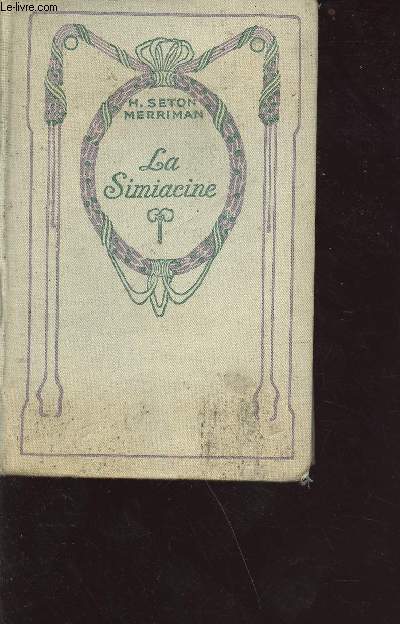 Le-livre.com
H. SETON
MERRIMAN
La
Simiacine